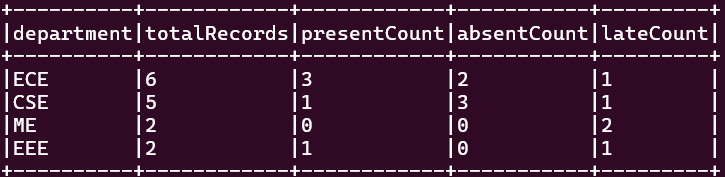 +----------+------------+------------+-----------+---------+
|department|totalRecords|presentCount|absentCount|lateCount|
+----------+------------+------------+-----------+---------+
|ECE       |6           |3           |2          |1        |
|CSE       |5           |1           |3          |1        |
|ME        |2           |0           |0          |2        |
|EEE       |2           |1           |0          |1        |
+----------+------------+------------+-----------+---------+